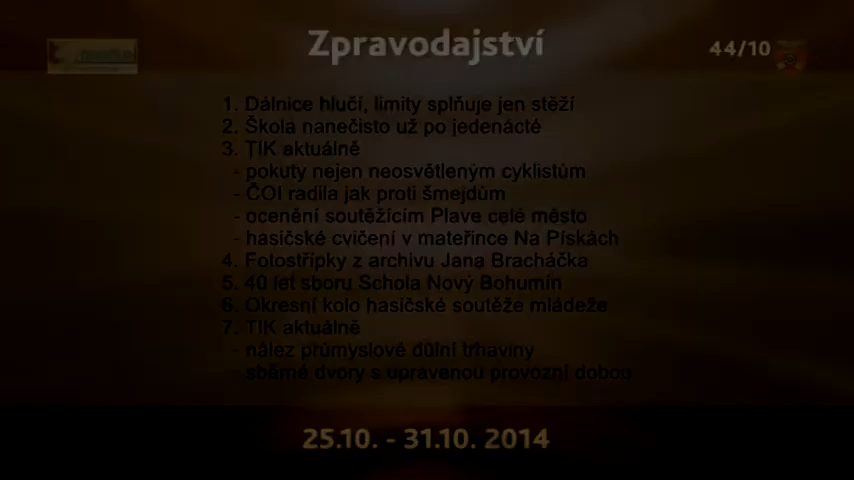 Zpravodajství
44/10
1. Dálnice hlučí, limity splňuje jen stěží
2. Škola nanečisto už po jedenácté
3. TIK aktuálně
- pokuty nejen neosvětleným cyklistům
- ČOI radila jak proti šmejdům
- ocenění soutěžícím Plave celé město
- hasičské cvičení v mateřince Na Pískách
4. Fotostřípky z archivu Jana Bracháčka
5. 40 let sboru Schola Nový Bohumín
6. Okresní kolo hasičské soutěže mládeže
7. TIK aktuálně
- nález průmyslové důlní trhaviny
- sběrné dvory s upravenou provozní dobou
25.10. - 31.10. 2014